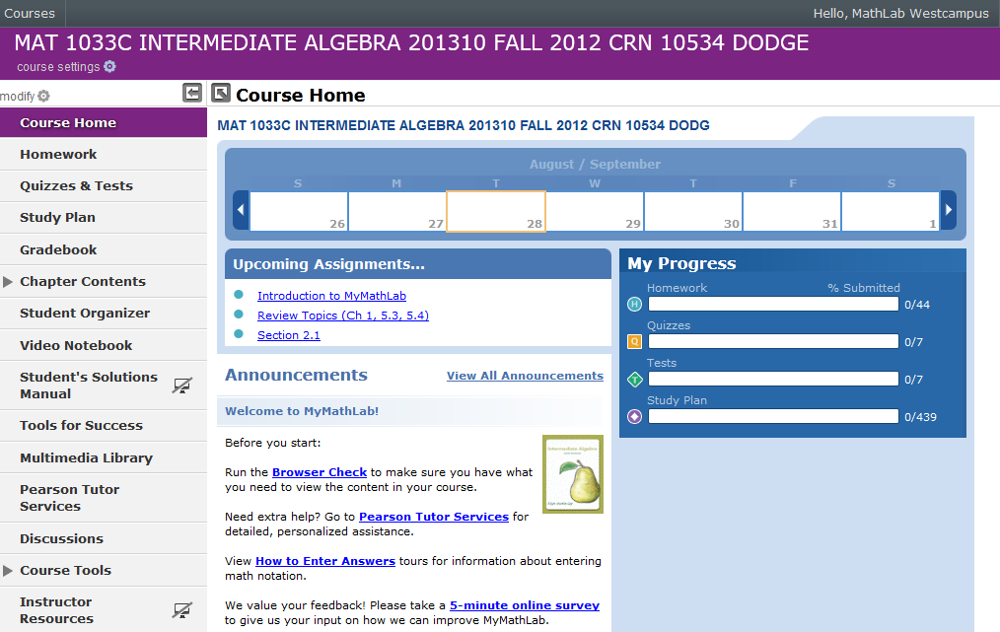 Courses
Hello, MathLab Westcampus
MAT 1033C INTERMEDIATE ALGEBRA 201310 FALL 2012 CRN 10534 DODGE
course settings
modify
Course Home
Homework
Quizzes & Tests
Study Plan
Gradebook
Chapter Contents
Student Organizer
Video Notebook
Student's Solutions
Manual
Tools for Success
Multimedia Library
Pearson Tutor
Services
Discussions
Course Tools
Instructor
Resources
Course Home
MAT 1033C INTERMEDIATE ALGEBRA 201310 FALL 2012 CRN 10534 DODG
August / September
S M T W T F S
26 27 28 29 30 31 1
Upcoming Assignments...
Introduction to MyMathLab
Review Topics (Ch 1, 5.3, 5.4)
Section 2.1
My Progress
Homework % Submitted
H 0/44
Quizzes
Q 0/7
Tests
T 0/7
Study Plan
0/439
Announcements
View All Announcements
Welcome to MyMathLab!
Before you start:
Run the Browser Check to make sure you have what
you need to view the content in your course.
Need extra help? Go to Pearson Tutor Services for
detailed, personalized assistance.
View How to Enter Answers tours for information about entering
math notation.
We value your feedback! Please take a 5-minute online survey
to give us your input on how we can improve MyMathLab.
Intermediate Algebra